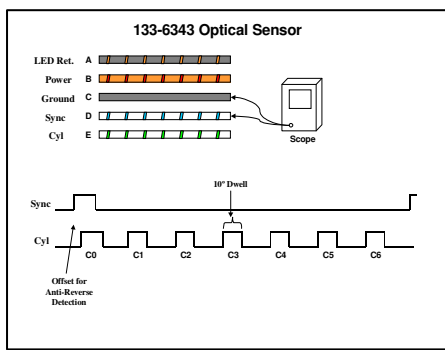 133-6343 Optical Sensor
LED Ret. A
Power B
Ground C
Sync D
Cyl E
Scope
10° Dwell
Sync
Cyl
C0 C1 C2 C3 C4 C5 C6
Offset for
Anti-Reverse
Detection